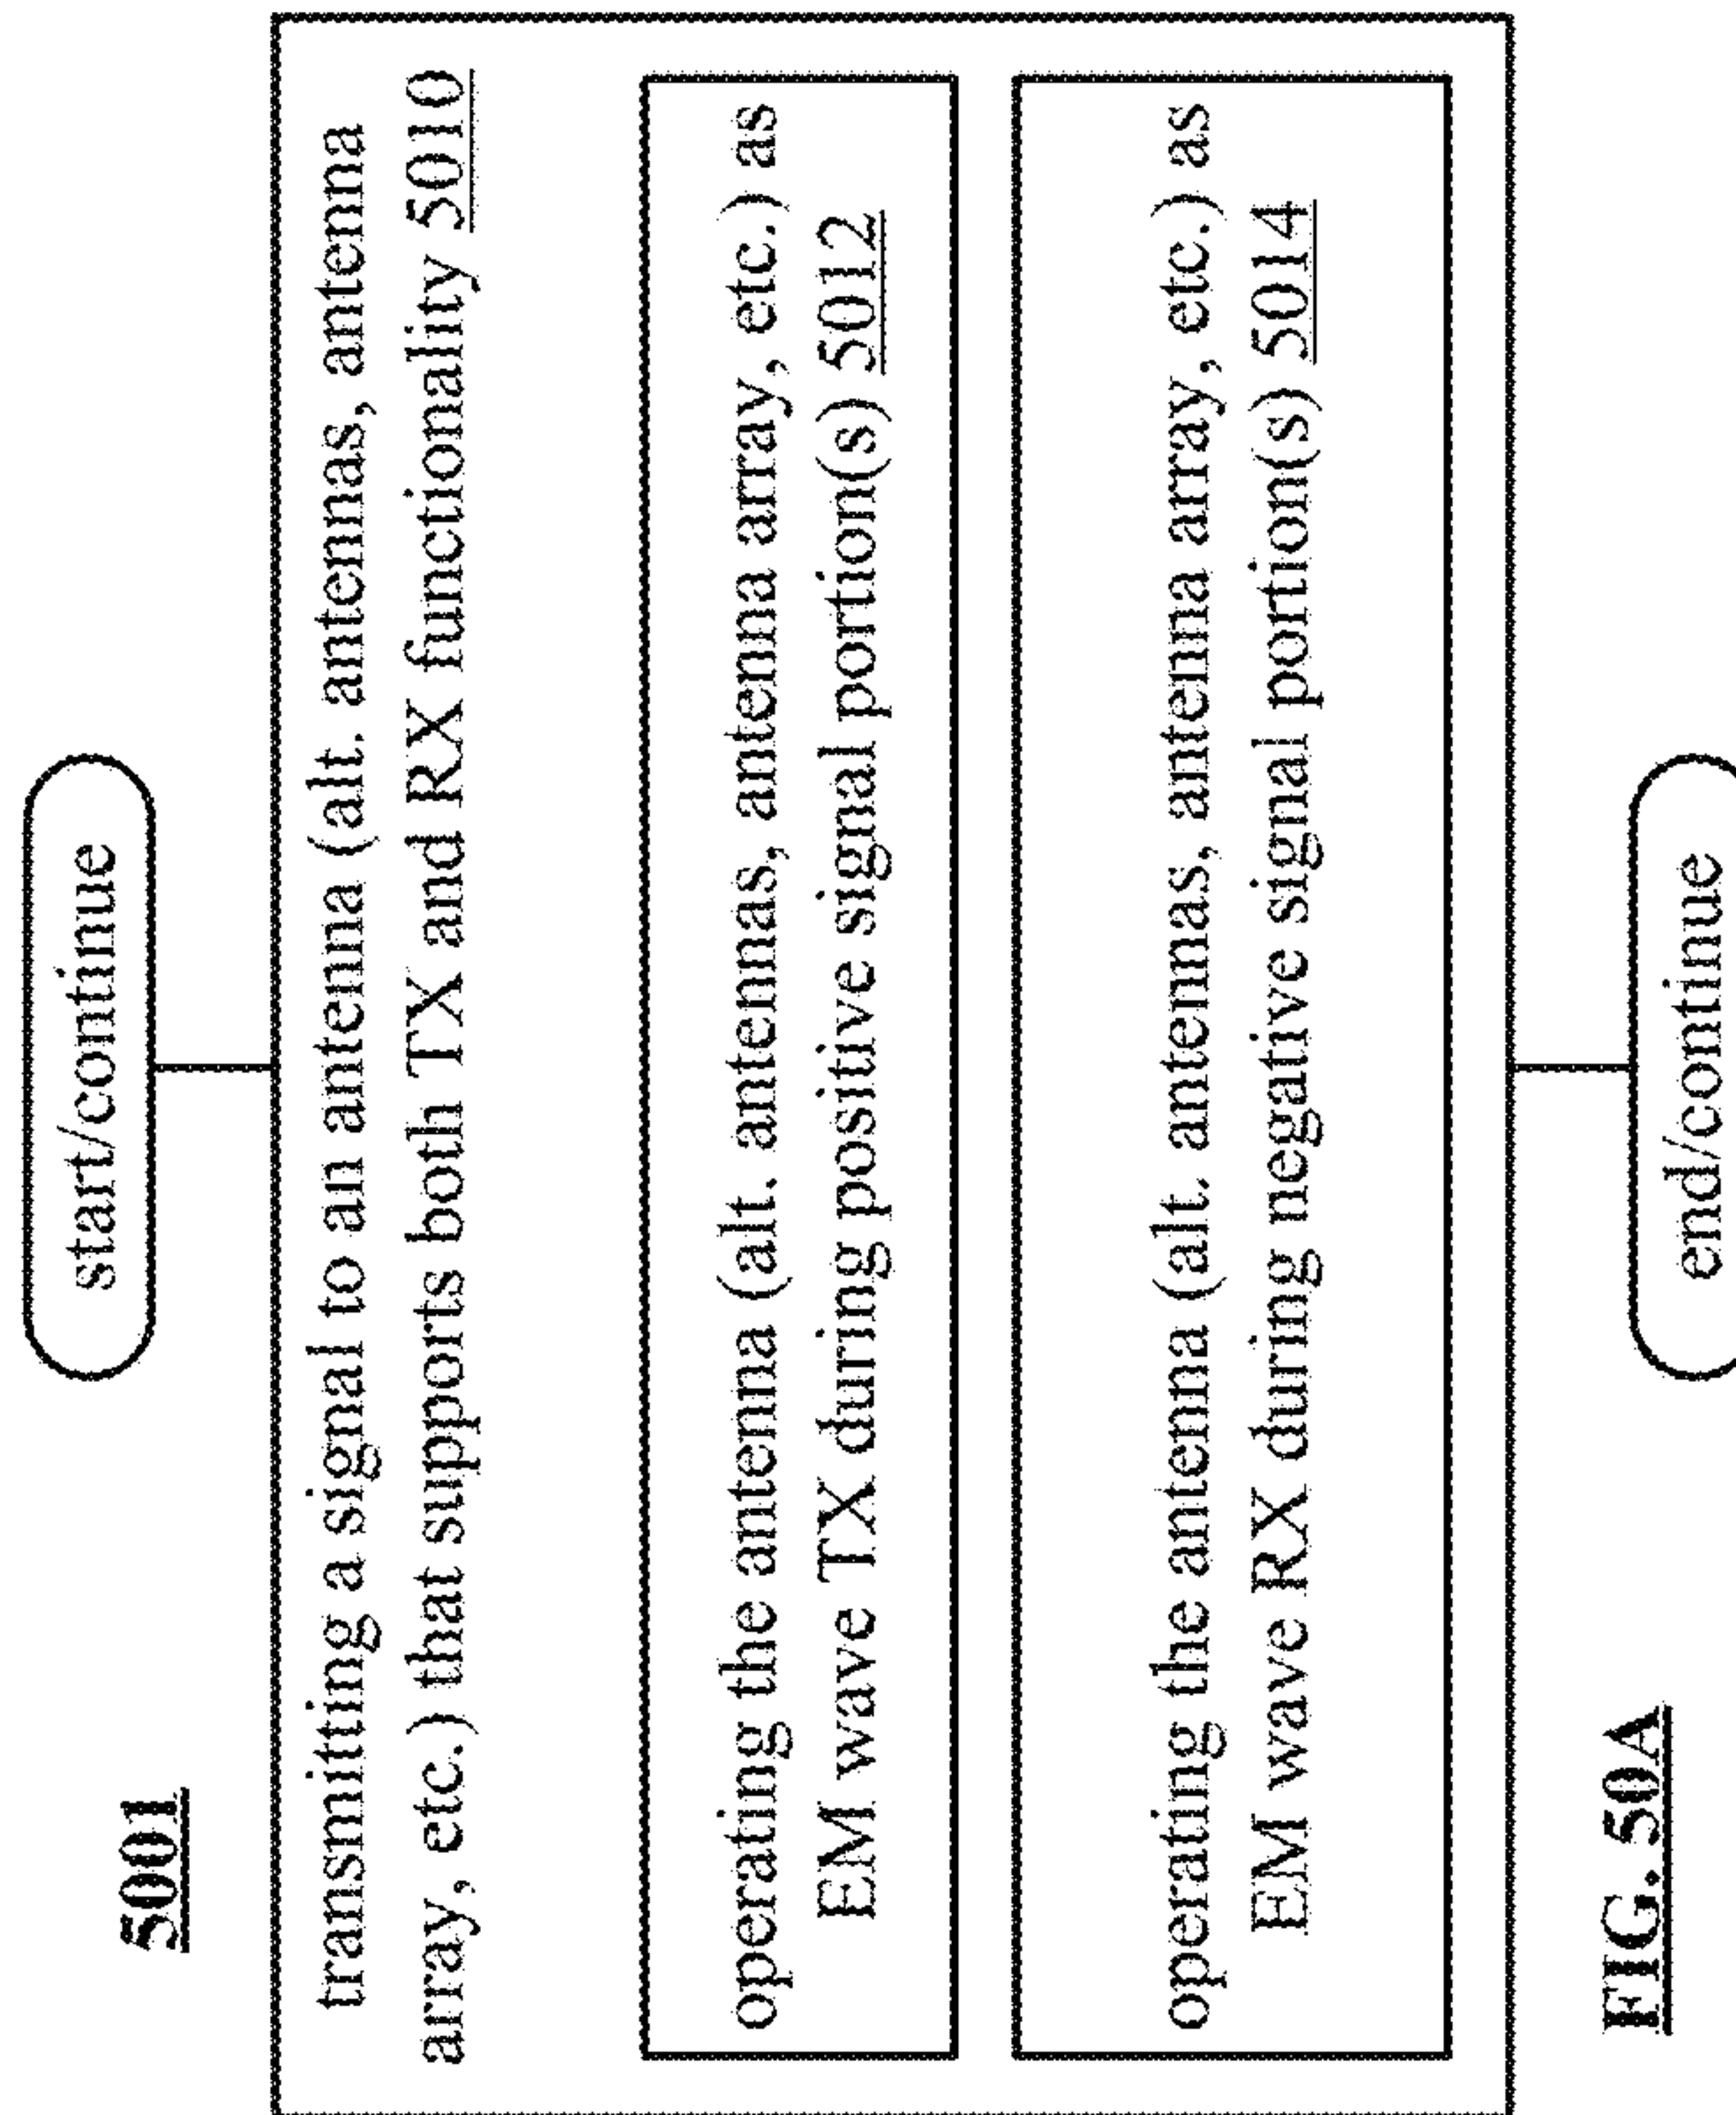 5001
start/continue
transmitting a signal to an antenna (alt. antennas, antenna
array, etc.) that supports both TX and RX functionality 5010
operating the antenna (alt. antennas, antenna array, etc.) as
EM wave TX during positive signal portion(s) 5012
operating the antenna (alt. antennas, antenna array, etc.) as
EM wave RX during negative signal portion(s) 5014
end/continue
FIG. 50A